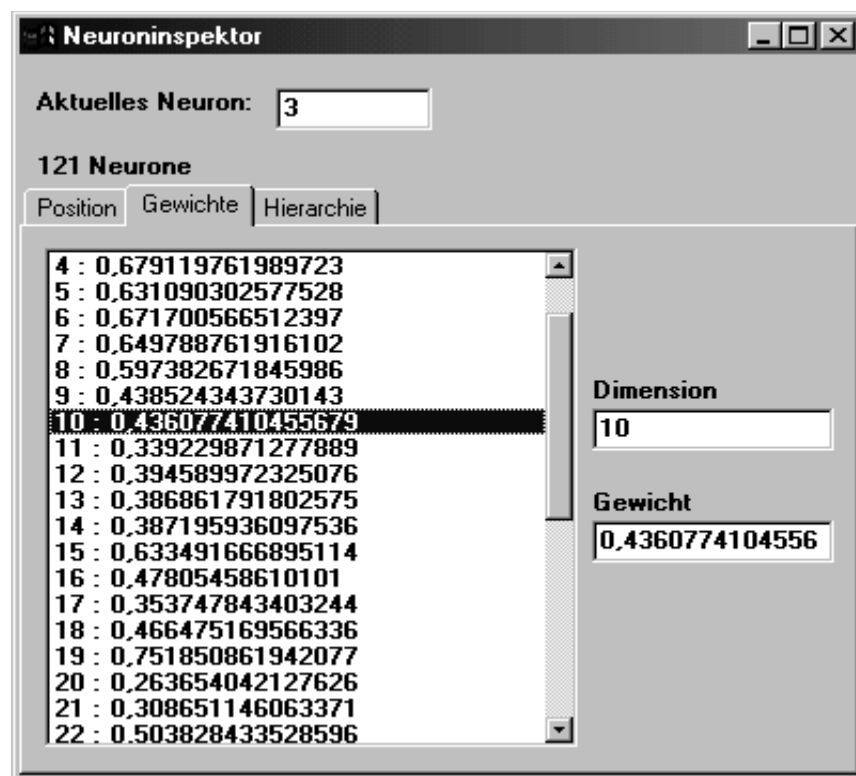 Neuroninspektor
Aktuelles Neuron: 3
121 Neurone
Position Gewichte Hierarchie
4 : 0,679119761989723
5 : 0,631090302577528
6 : 0,671700566512397
7 : 0,649788761916102
8 : 0,597382671845986
9 : 0,438524343730143
10 : 0,436077410455679
11 : 0,339229871277889
12 : 0,394589972325076
13 : 0,386861791802575
14 : 0,387195936097536
15 : 0,633491666895114
16 : 0,47805458610101
17 : 0,353747843403244
18 : 0,466475169566336
19 : 0,751850861942077
20 : 0,263654042127626
21 : 0,308651146063371
22 : 0,503828433528596
Dimension
10
Gewicht
0,4360774104556